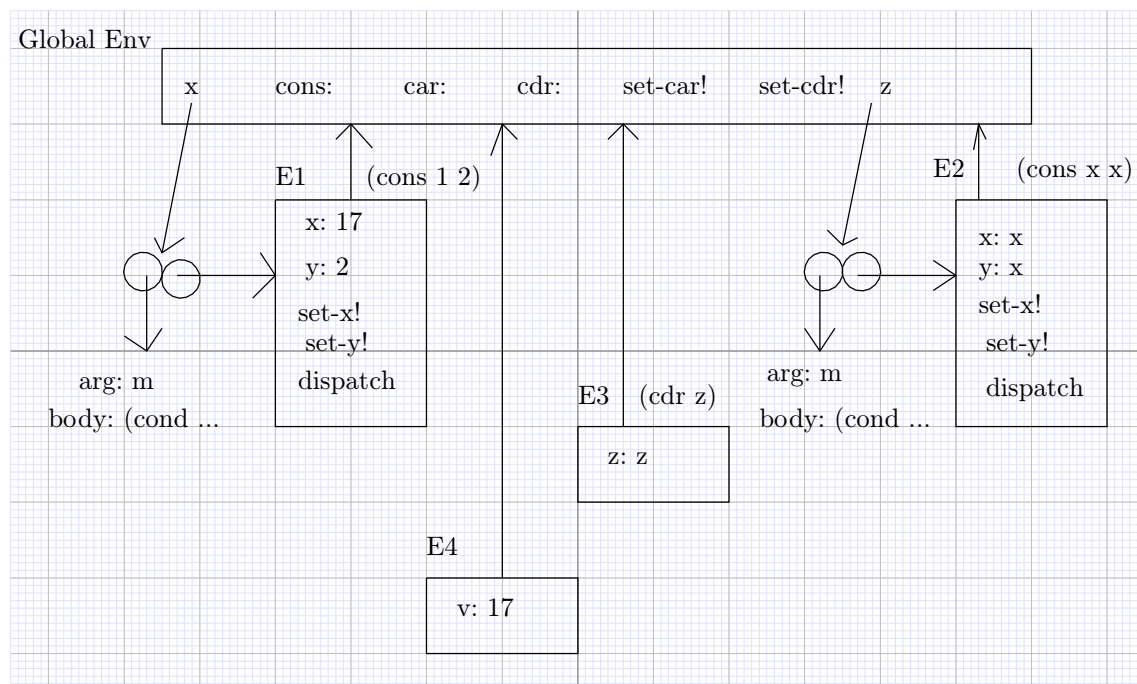 Global Env
x cons: car: cdr: set-car! set-cdr! z
E1 (cons 1 2)
E2 (cons x x)
x: 17
y: 2
set-x!
set-y!
dispatch
x: x
y: x
set-x!
set-y!
dispatch
arg: m
body: (cond ...
arg: m
body: (cond ...
E3 (cdr z)
z: z
E4
v: 17